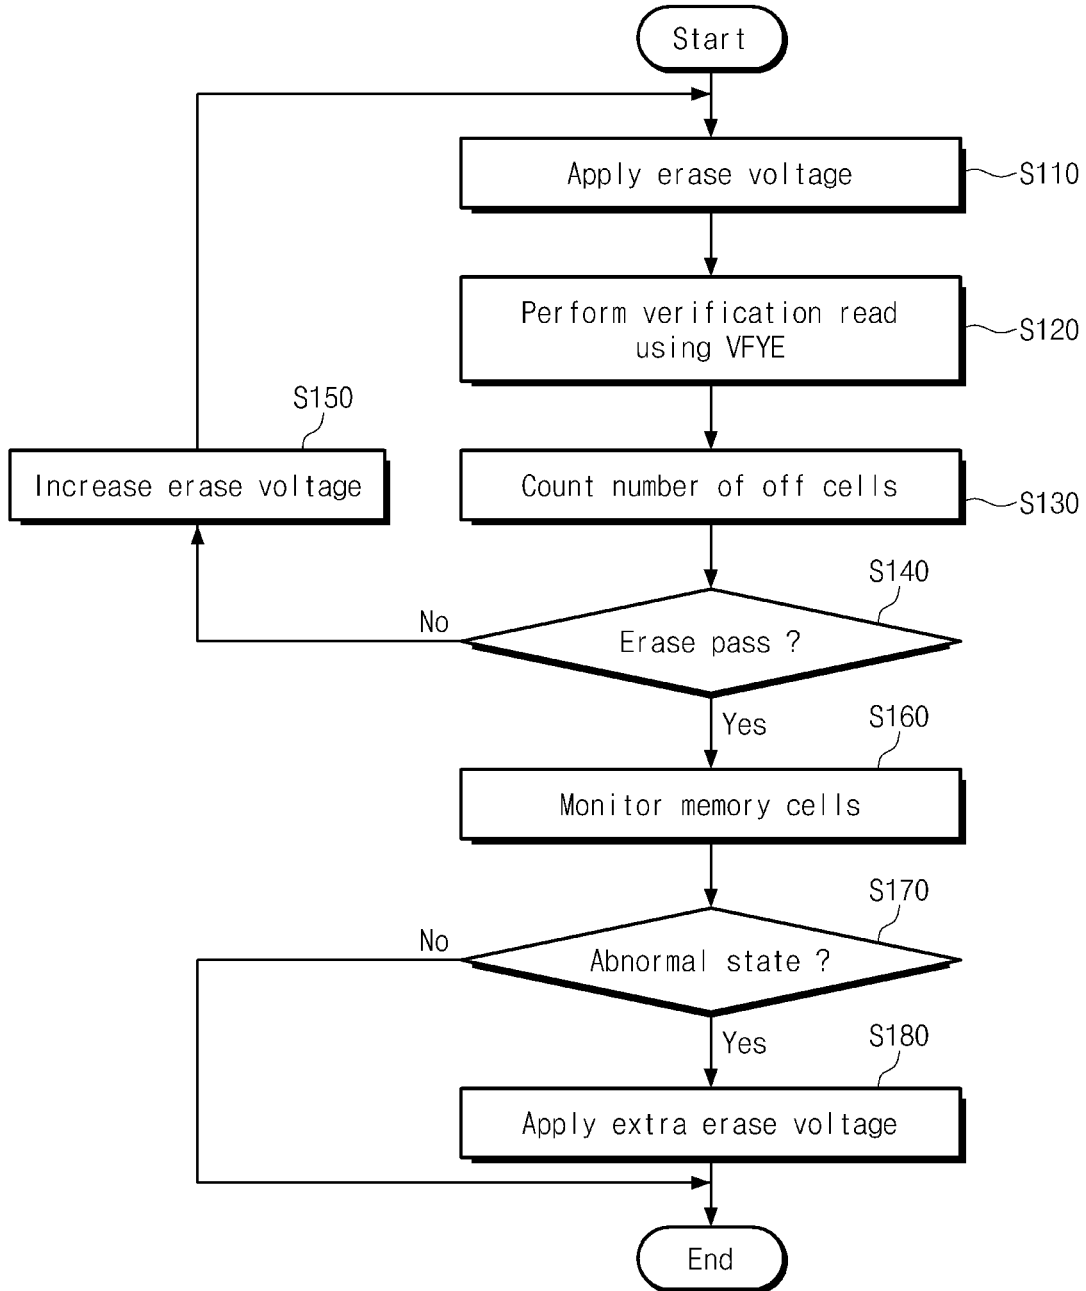 Start
Apply erase voltage
S110
Perform verification read
using VFYE
S120
S150
Increase erase voltage
Count number of off cells
S130
S140
No
Erase pass ?
Yes
S160
Monitor memory cells
S170
No
Abnormal state ?
Yes
S180
Apply extra erase voltage
End